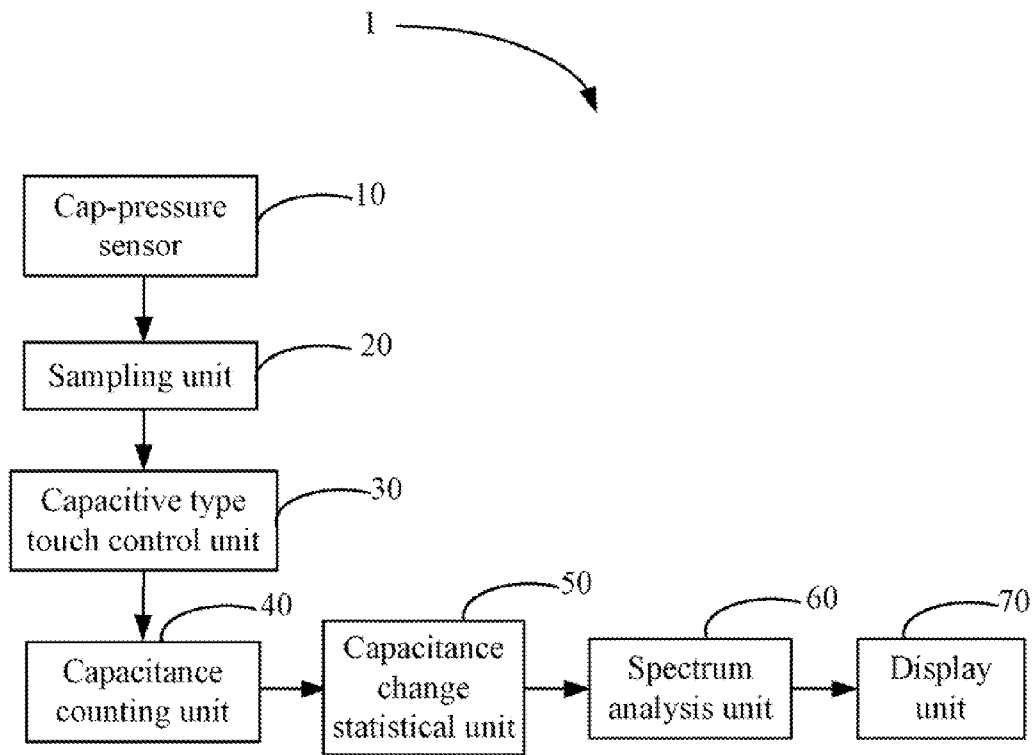 1
Cap-pressure
sensor
10
Sampling unit
20
Capacitive type
touch control unit
30
Capacitance
counting unit
40
Capacitance
change
statistical unit
50
Spectrum
analysis unit
60
Display
unit
70